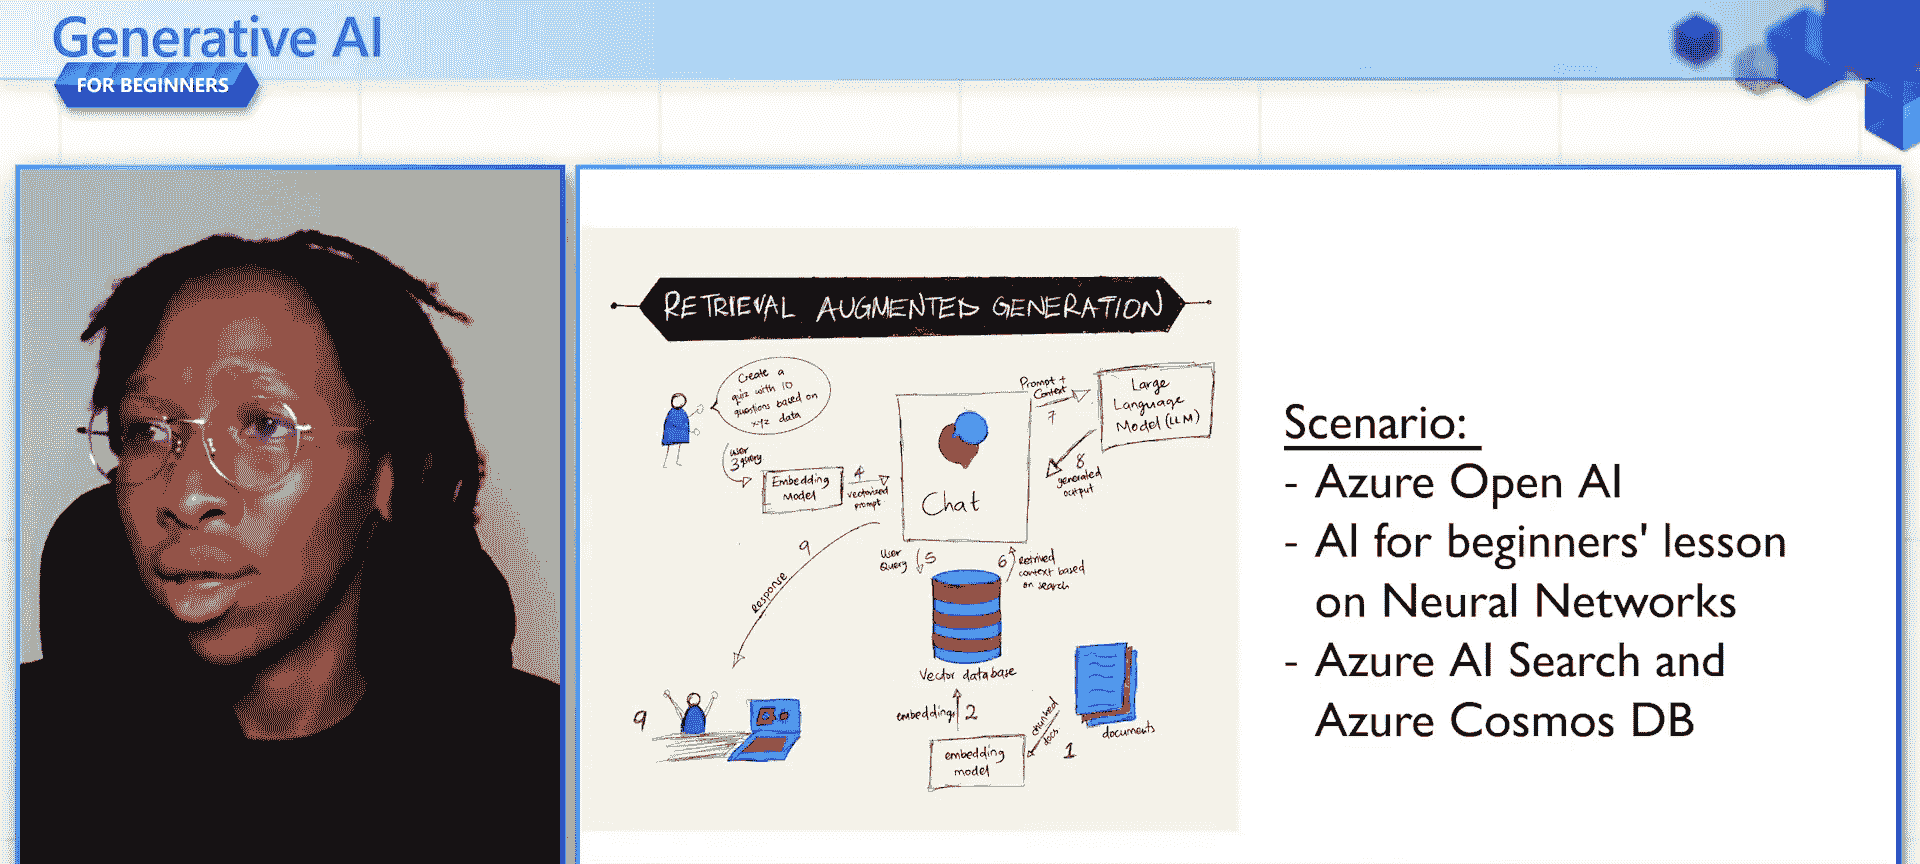 Generative AI
FOR BEGINNERS
RETRIEVAL AUGMENTED GENERATION
Create a
quiz with 10
questions based on
xyz data
user
3 query
Embedding
Model
4
vectorised
prompt
Chat
Prompt +
Context
7
Large
Language
Model (LLM)
8
generated
output
User
Query
5
6
Retrived
context based
on search
9
Response
Vector database
embeddings
2
embedding
model
chunked
docs
1
documents
9
Scenario:
- Azure Open AI
- AI for beginners' lesson
on Neural Networks
- Azure AI Search and
Azure Cosmos DB